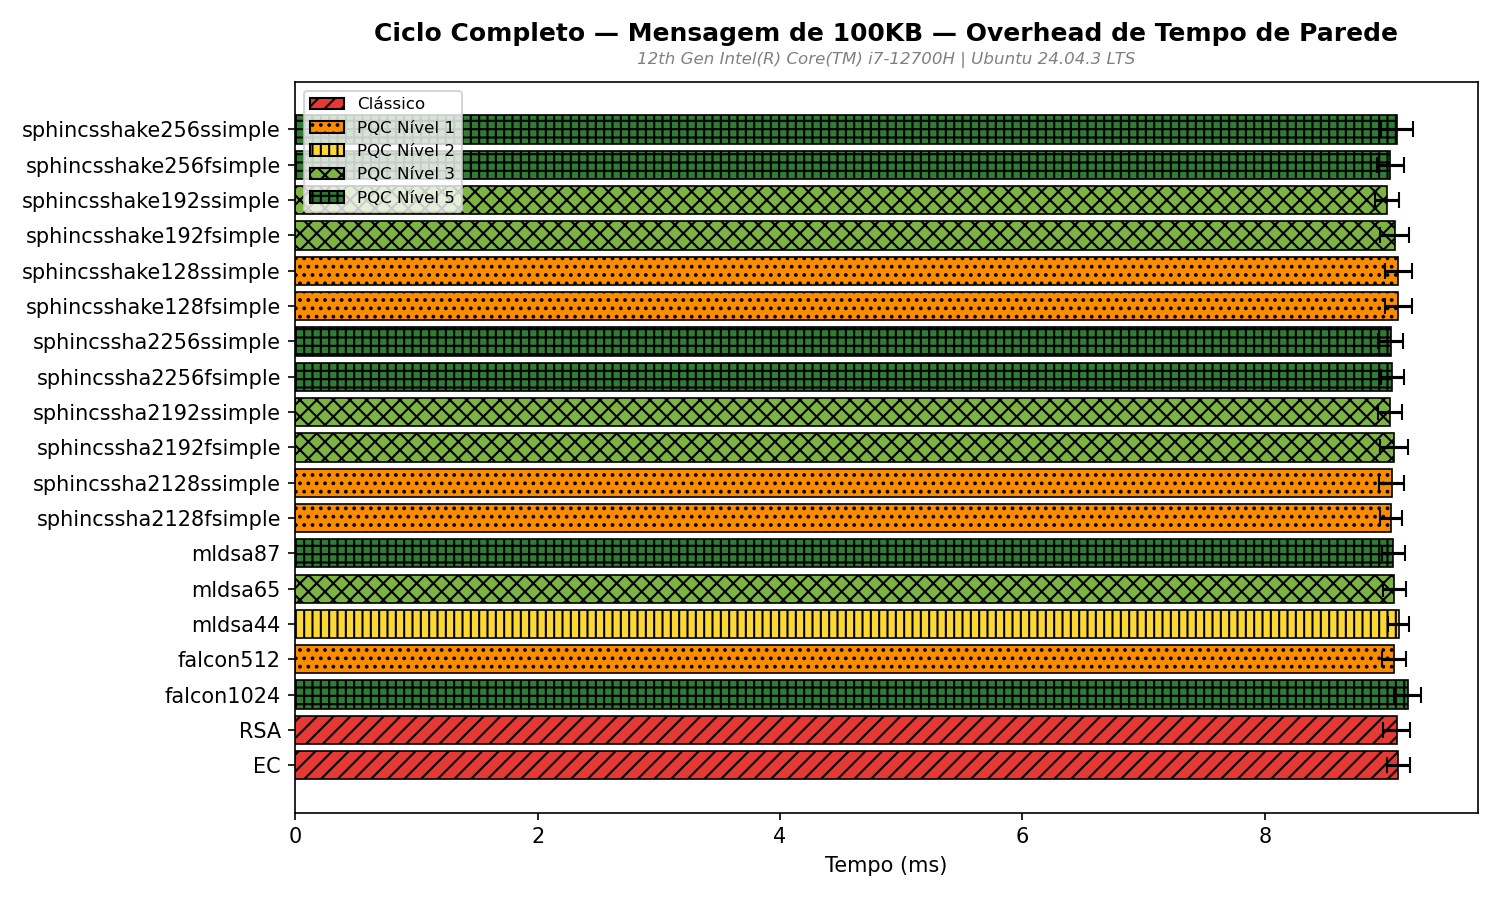 Ciclo Completo — Mensagem de 100KB — Overhead de Tempo de Parede
12th Gen Intel(R) Core(TM) i7-12700H | Ubuntu 24.04.3 LTS
Clássico
PQC Nível 1
PQC Nível 2
PQC Nível 3
PQC Nível 5
sphincsshake256ssimple
sphincsshake256fsimple
sphincsshake192ssimple
sphincsshake192fsimple
sphincsshake128ssimple
sphincsshake128fsimple
sphincssha2256ssimple
sphincssha2256fsimple
sphincssha2192ssimple
sphincssha2192fsimple
sphincssha2128ssimple
sphincssha2128fsimple
mldsa87
mldsa65
mldsa44
falcon512
falcon1024
RSA
EC
0 2 4 6 8
Tempo (ms)